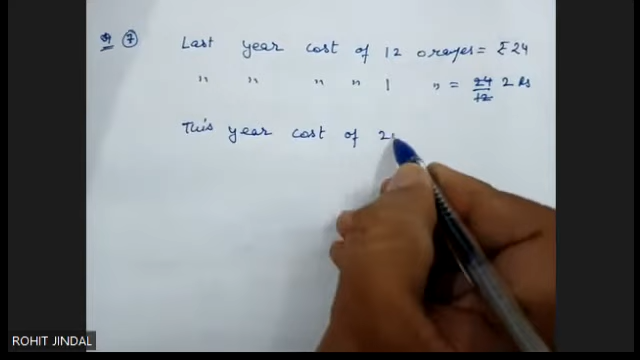 Q ⑦ Last year cost of 12 oranges = ₹24
" " " " 1 " = 24/12 2 Rs
This year cost of 2
ROHIT JINDAL